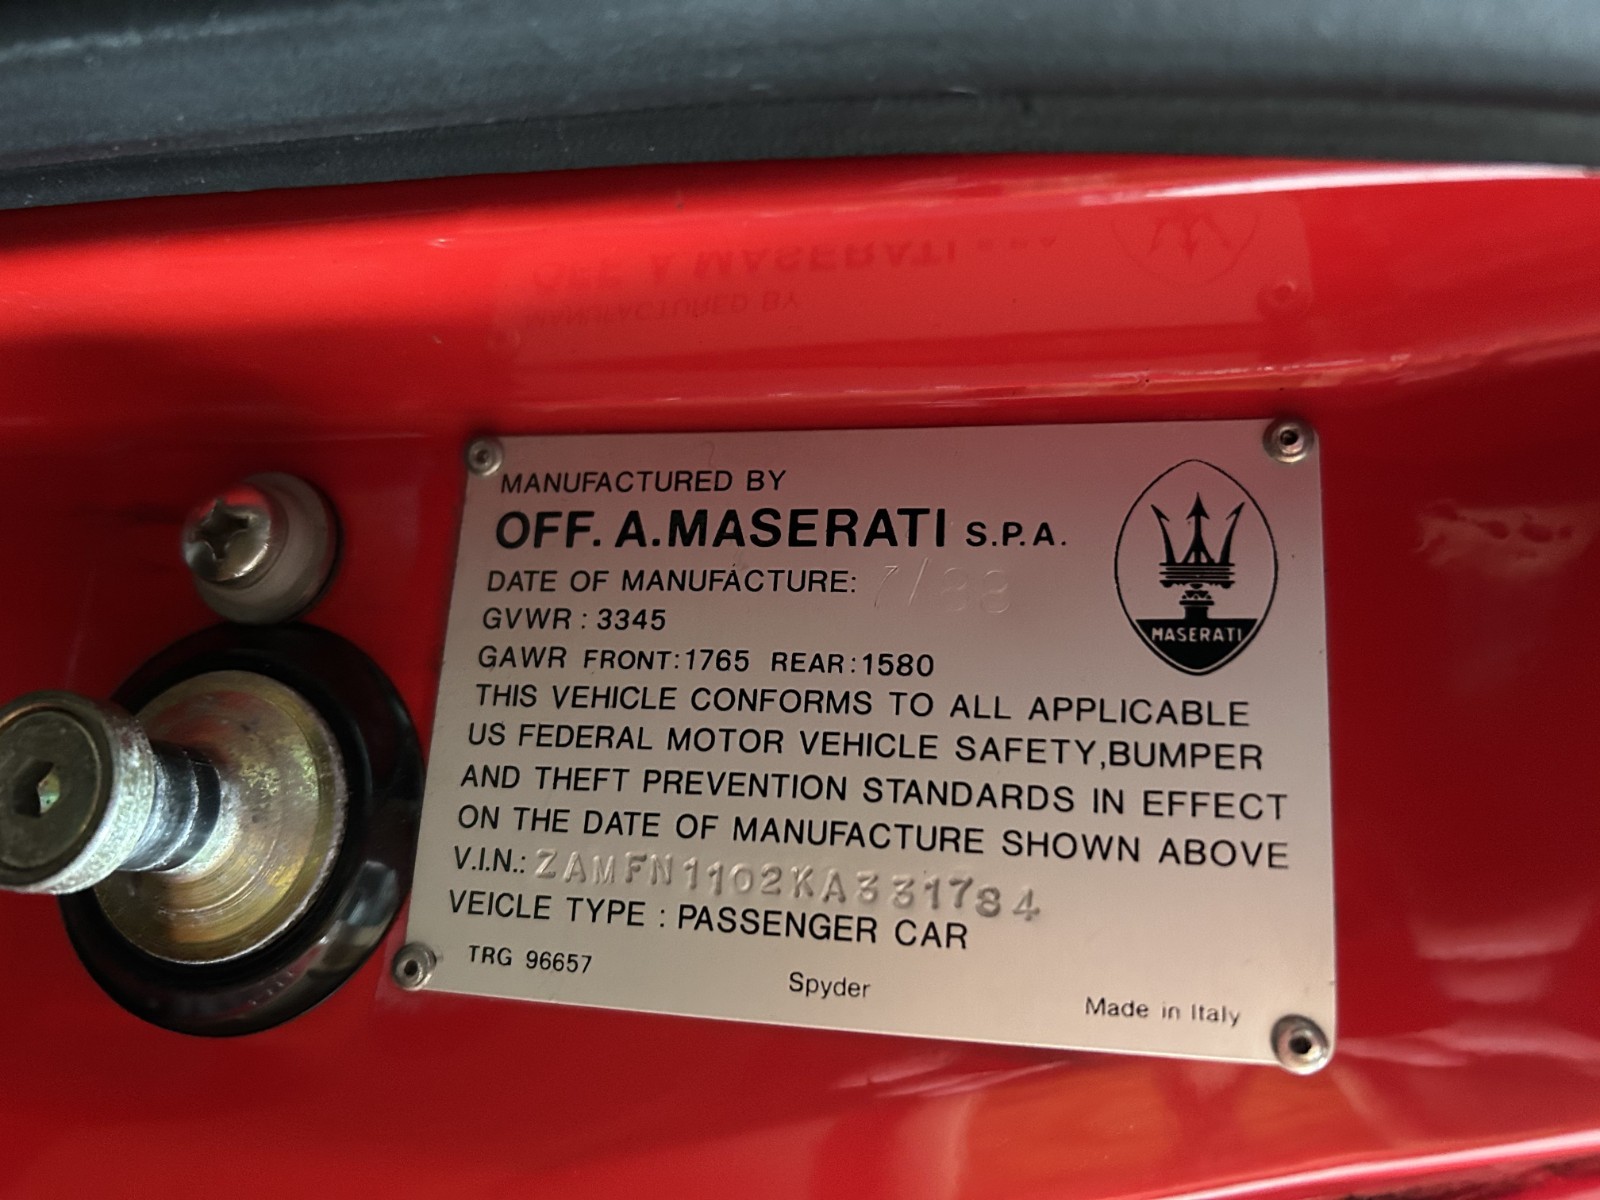 MANUFACTURED BY
OFF. A.MASERATI S.P.A.
DATE OF MANUFACTURE: 7/88
GVWR : 3345
GAWR FRONT:1765 REAR:1580
THIS VEHICLE CONFORMS TO ALL APPLICABLE
US FEDERAL MOTOR VEHICLE SAFETY,BUMPER
AND THEFT PREVENTION STANDARDS IN EFFECT
ON THE DATE OF MANUFACTURE SHOWN ABOVE
V.I.N.: ZAMFN1102KA331784
VEICLE TYPE : PASSENGER CAR
TRG 96657
Spyder
Made in Italy
MASERATI